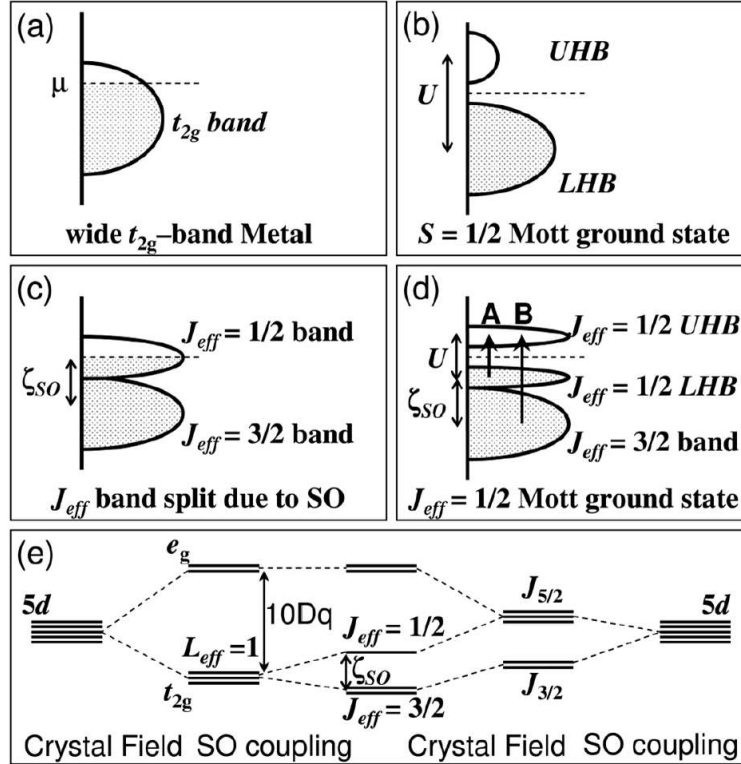 (a)
μ
t2g band
wide t2g–band Metal
(b)
UHB
U
LHB
S = 1/2 Mott ground state
(c)
Jeff = 1/2 band
ζSO
Jeff = 3/2 band
Jeff band split due to SO
(d)
A B
Jeff = 1/2 UHB
U
Jeff = 1/2 LHB
ζSO
Jeff = 3/2 band
Jeff = 1/2 Mott ground state
(e)
eg
5d
10Dq
Leff =1
t2g
Jeff = 1/2
ζSO
Jeff = 3/2
J5/2
J3/2
5d
Crystal Field SO coupling Crystal Field SO coupling